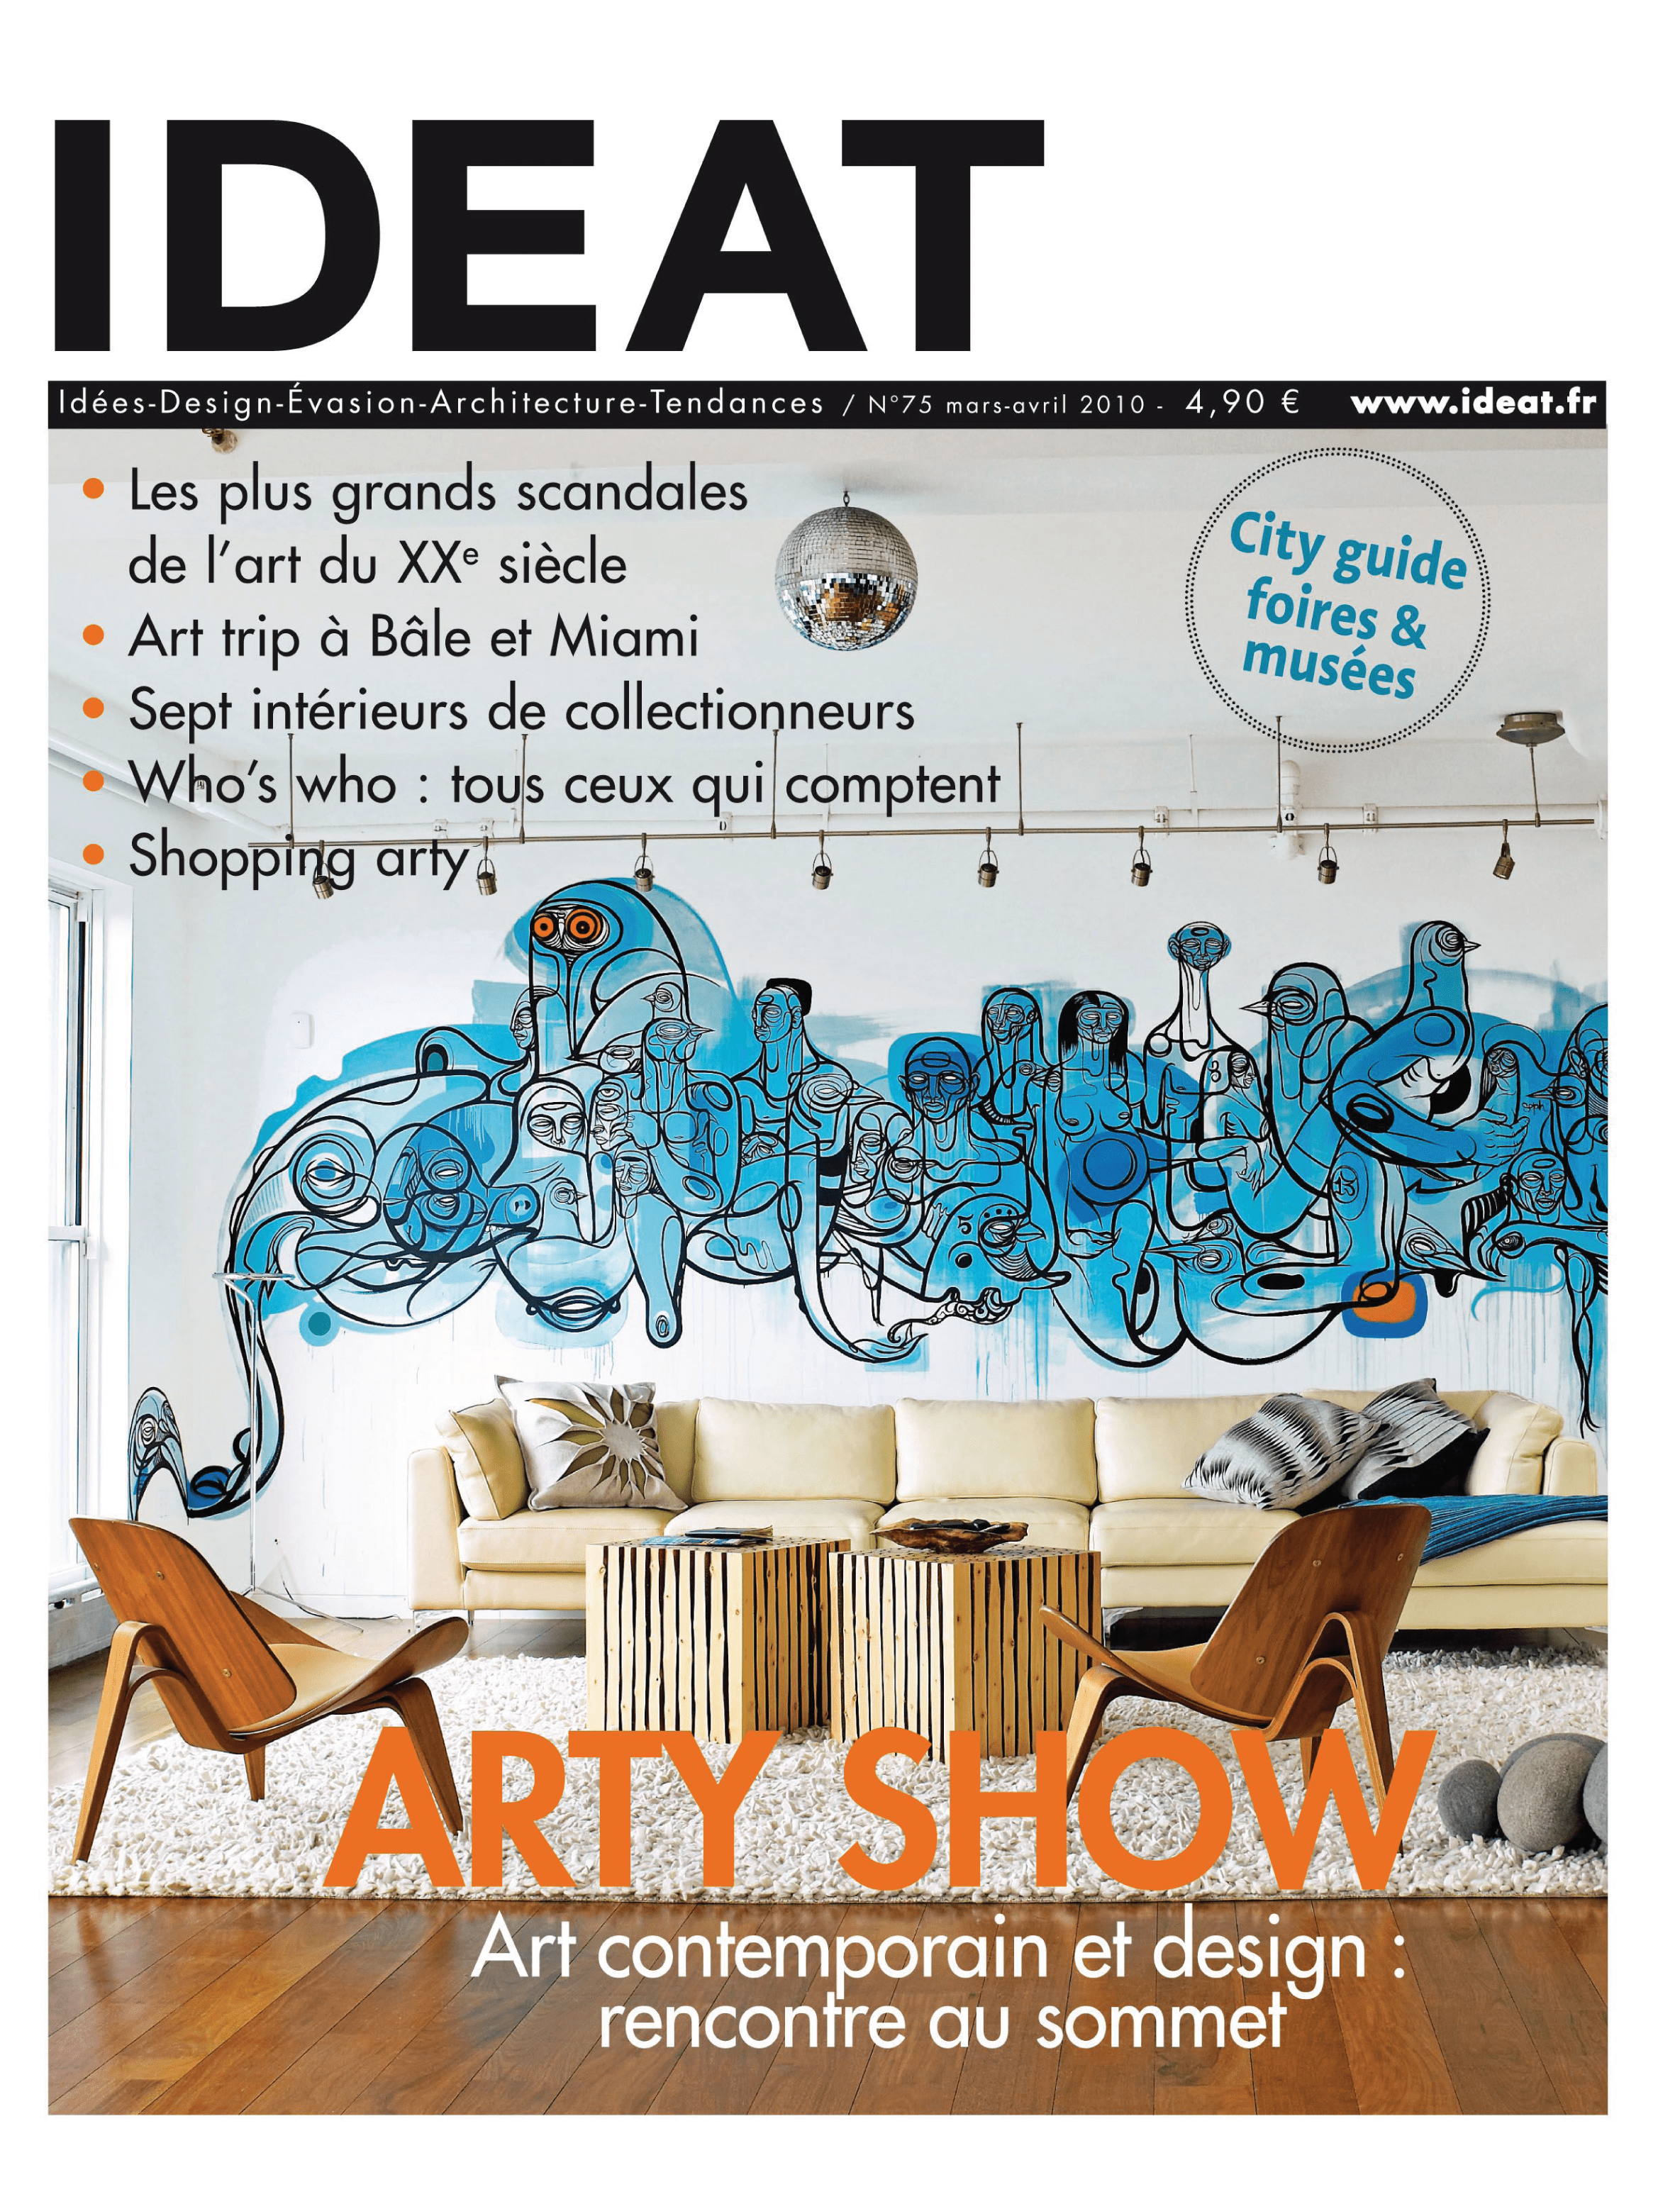 IDEAT
Idées-Design-Évasion-Architecture-Tendances / N°75 mars-avril 2010 - 4,90 € www.ideat.fr
• Les plus grands scandales
de l'art du XXe siècle
• Art trip à Bâle et Miami
• Sept intérieurs de collectionneurs
• Who's who : tous ceux qui comptent
• Shopping arty
City guide
foires &
musées
ARTY SHOW
Art contemporain et design :
rencontre au sommet